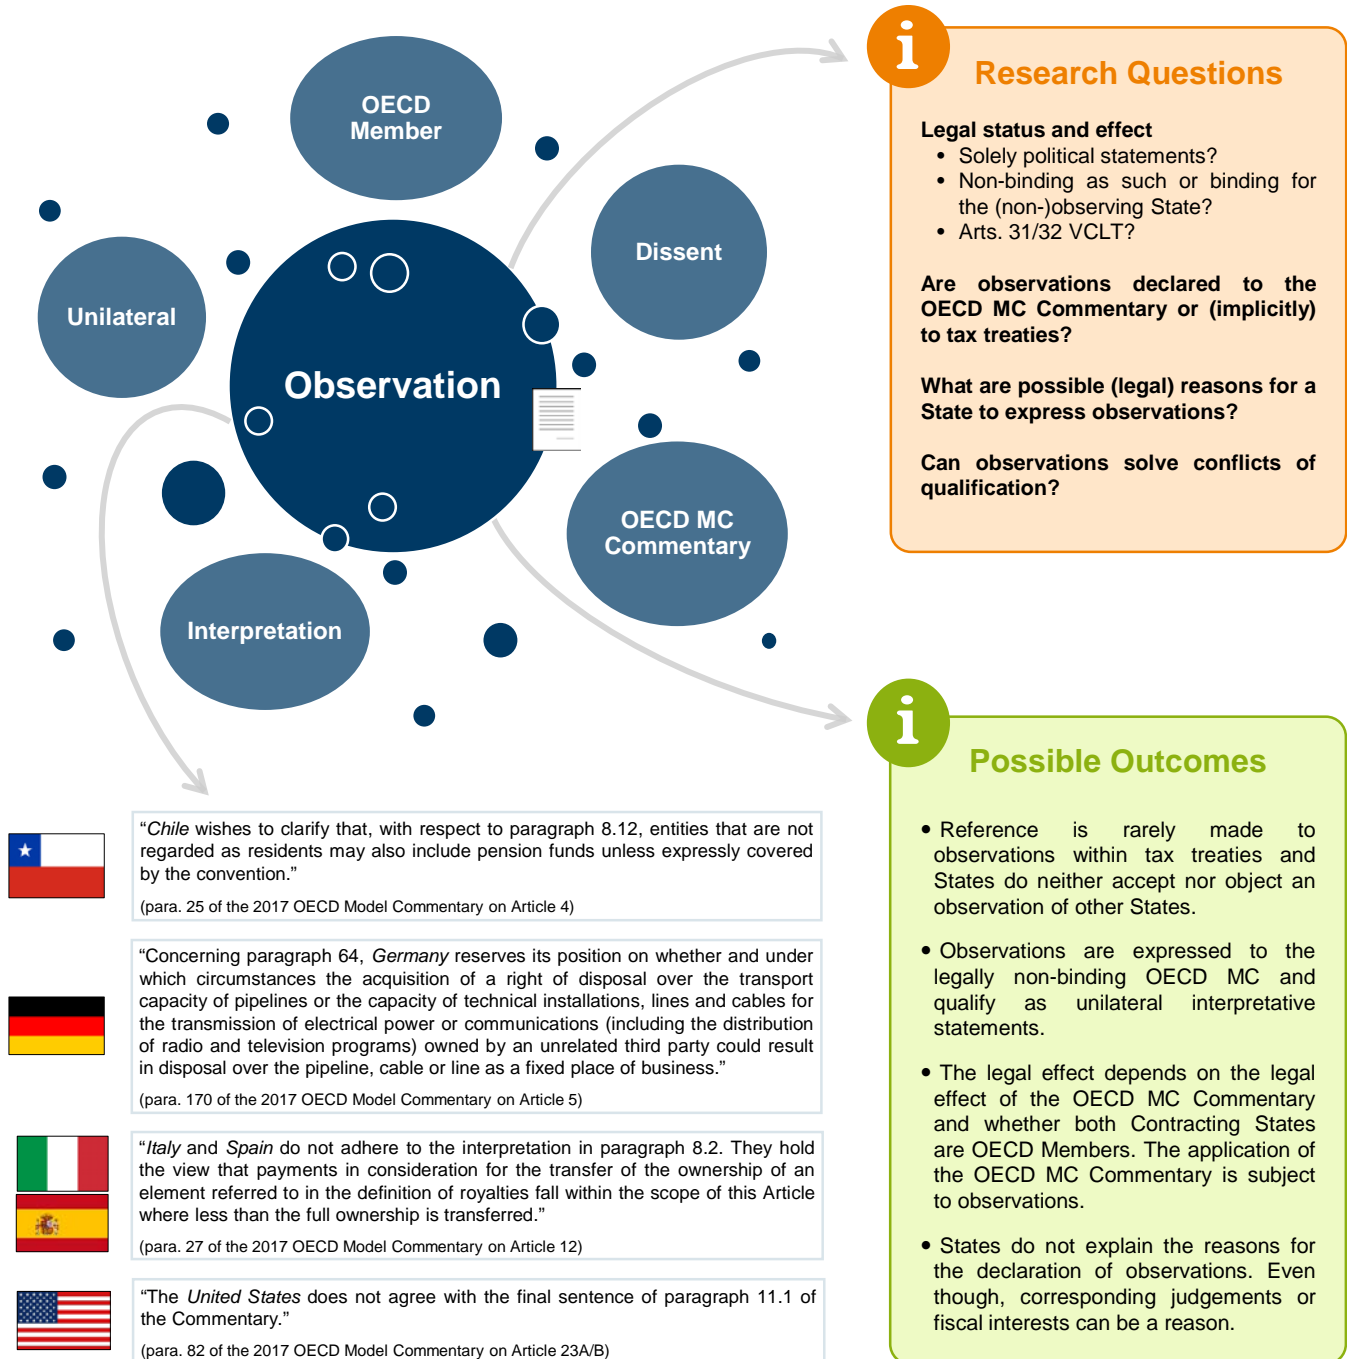 OECD
Member
Dissent
Unilateral
Observation
OECD MC
Commentary
Interpretation
i
Research Questions
Legal status and effect
• Solely political statements?
• Non-binding as such or binding for
the (non-)observing State?
• Arts. 31/32 VCLT?
Are observations declared to the
OECD MC Commentary or (implicitly)
to tax treaties?
What are possible (legal) reasons for a
State to express observations?
Can observations solve conflicts of
qualification?
i
Possible Outcomes
• Reference is rarely made to
observations within tax treaties and
States do neither accept nor object an
observation of other States.
• Observations are expressed to the
legally non-binding OECD MC and
qualify as unilateral interpretative
statements.
• The legal effect depends on the legal
effect of the OECD MC Commentary
and whether both Contracting States
are OECD Members. The application of
the OECD MC Commentary is subject
to observations.
• States do not explain the reasons for
the declaration of observations. Even
though, corresponding judgements or
fiscal interests can be a reason.
“Chile wishes to clarify that, with respect to paragraph 8.12, entities that are not
regarded as residents may also include pension funds unless expressly covered
by the convention.”
(para. 25 of the 2017 OECD Model Commentary on Article 4)
“Concerning paragraph 64, Germany reserves its position on whether and under
which circumstances the acquisition of a right of disposal over the transport
capacity of pipelines or the capacity of technical installations, lines and cables for
the transmission of electrical power or communications (including the distribution
of radio and television programs) owned by an unrelated third party could result
in disposal over the pipeline, cable or line as a fixed place of business.”
(para. 170 of the 2017 OECD Model Commentary on Article 5)
“Italy and Spain do not adhere to the interpretation in paragraph 8.2. They hold
the view that payments in consideration for the transfer of the ownership of an
element referred to in the definition of royalties fall within the scope of this Article
where less than the full ownership is transferred.”
(para. 27 of the 2017 OECD Model Commentary on Article 12)
“The United States does not agree with the final sentence of paragraph 11.1 of
the Commentary.”
(para. 82 of the 2017 OECD Model Commentary on Article 23A/B)